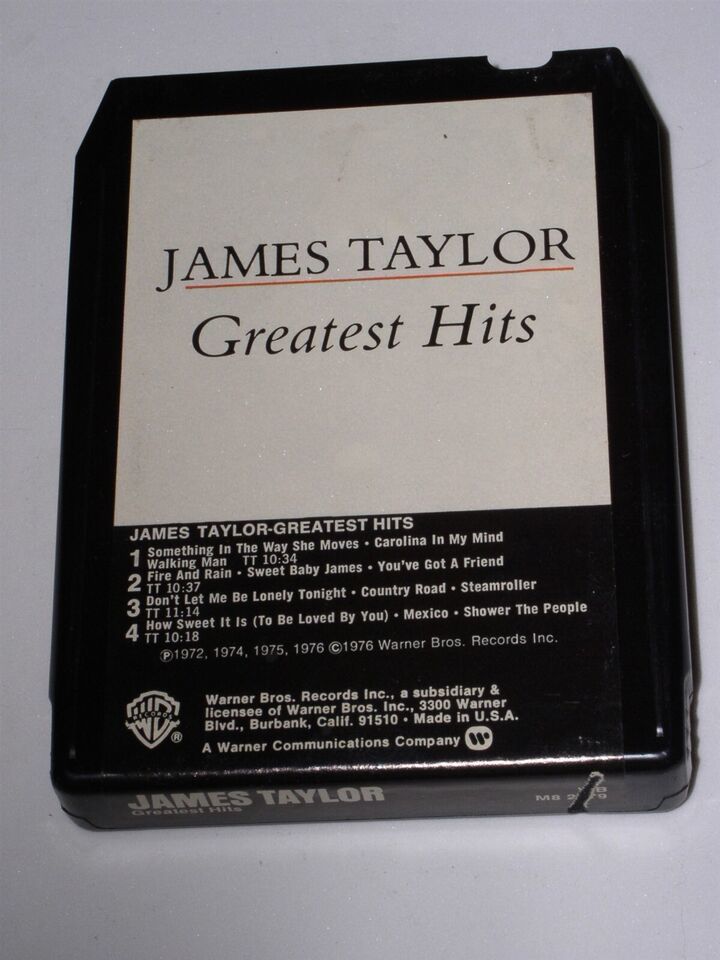 JAMES TAYLOR
Greatest Hits
JAMES TAYLOR-GREATEST HITS
1 Something In The Way She Moves • Carolina In My Mind
Walking Man TT 10:34
2 Fire And Rain • Sweet Baby James • You've Got A Friend
TT 10:37
3 Don't Let Me Be Lonely Tonight • Country Road • Steamroller
TT 11:14
4 How Sweet It Is (To Be Loved By You) • Mexico • Shower The People
TT 10:18
℗1972, 1974, 1975, 1976 ©1976 Warner Bros. Records Inc.
WB
RECORDS
®
Warner Bros. Records Inc., a subsidiary &
licensee of Warner Bros. Inc., 3300 Warner
Blvd., Burbank, Calif. 91510 • Made in U.S.A.
A Warner Communications Company
JAMES TAYLOR
Greatest Hits
M8